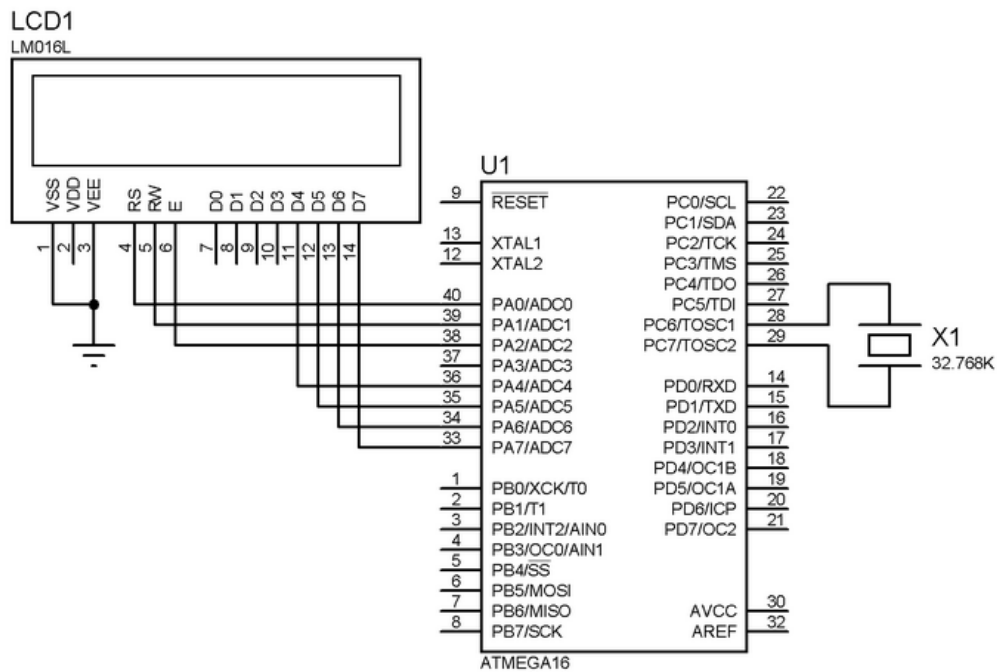 LCD1
LM016L
VSS VDD VEE RS RW E D0 D1 D2 D3 D4 D5 D6 D7
1 2 3 4 5 6 7 8 9 10 11 12 13 14
U1
9 RESET PC0/SCL 22
PC1/SDA 23
13 XTAL1 PC2/TCK 24
12 XTAL2 PC3/TMS 25
PC4/TDO 26
40 PA0/ADC0 PC5/TDI 27
39 PA1/ADC1 PC6/TOSC1 28
38 PA2/ADC2 PC7/TOSC2 29
37 PA3/ADC3
36 PA4/ADC4 PD0/RXD 14
35 PA5/ADC5 PD1/TXD 15
34 PA6/ADC6 PD2/INT0 16
33 PA7/ADC7 PD3/INT1 17
PD4/OC1B 18
1 PB0/XCK/T0 PD5/OC1A 19
2 PB1/T1 PD6/ICP 20
3 PB2/INT2/AIN0 PD7/OC2 21
4 PB3/OC0/AIN1
5 PB4/SS
6 PB5/MOSI
7 PB6/MISO AVCC 30
8 PB7/SCK AREF 32
ATMEGA16
X1
32.768K